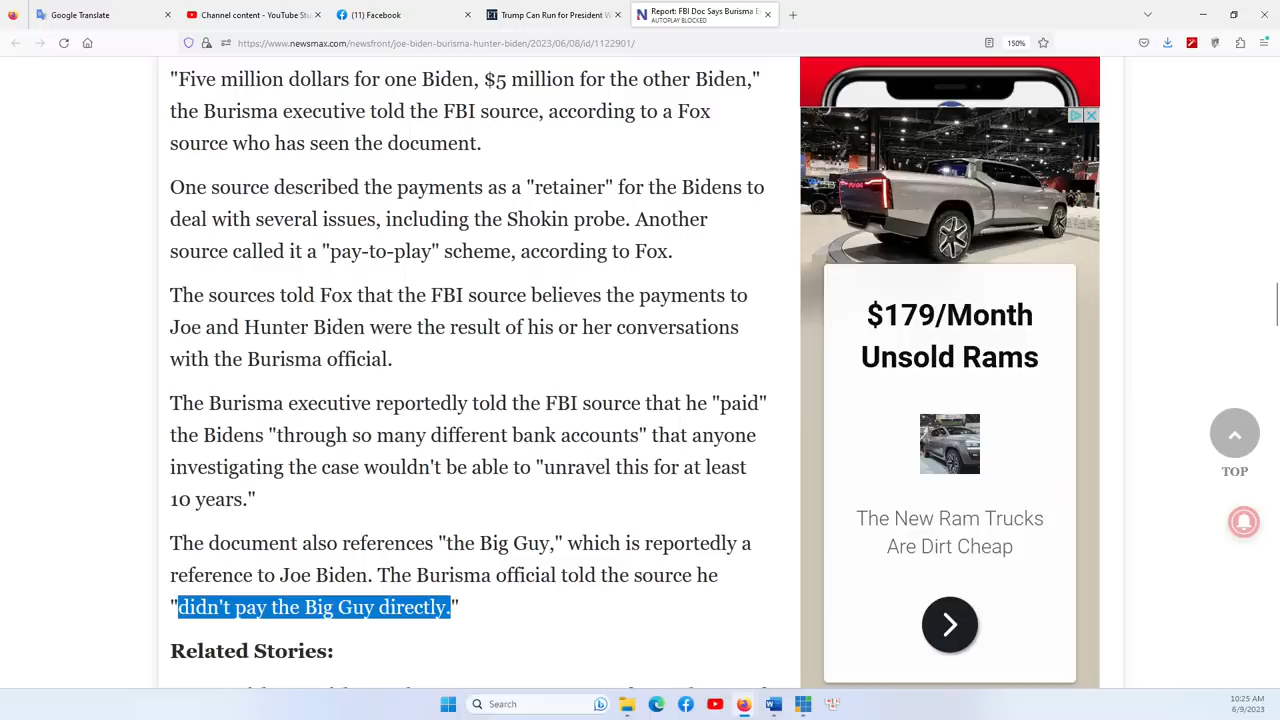 Google Translate
YouTube
(1) Facebook
Trump Can Run for President W
Report: FBI Doc Says Burisma E
AUTOPLAY BLOCKED
https://www.newsmax.com/newsfront/joe-biden-burisma-hunter-biden/2023/06/08/id/1122901/
150%
"Five million dollars for one Biden, $5 million for the other Biden,"
the Burisma executive told the FBI source, according to a Fox
source who has seen the document.
One source described the payments as a "retainer" for the Bidens to
deal with several issues, including the Shokin probe. Another
source called it a "pay-to-play" scheme, according to Fox.
The sources told Fox that the FBI source believes the payments to
Joe and Hunter Biden were the result of his or her conversations
with the Burisma official.
The Burisma executive reportedly told the FBI source that he "paid"
the Bidens "through so many different bank accounts" that anyone
investigating the case wouldn't be able to "unravel this for at least
10 years."
The document also references "the Big Guy," which is reportedly a
reference to Joe Biden. The Burisma official told the source he
"didn't pay the Big Guy directly."
Related Stories:
$179/Month
Unsold Rams
The New Ram Trucks
Are Dirt Cheap
TOP
Search
10:25 AM
6/9/2023